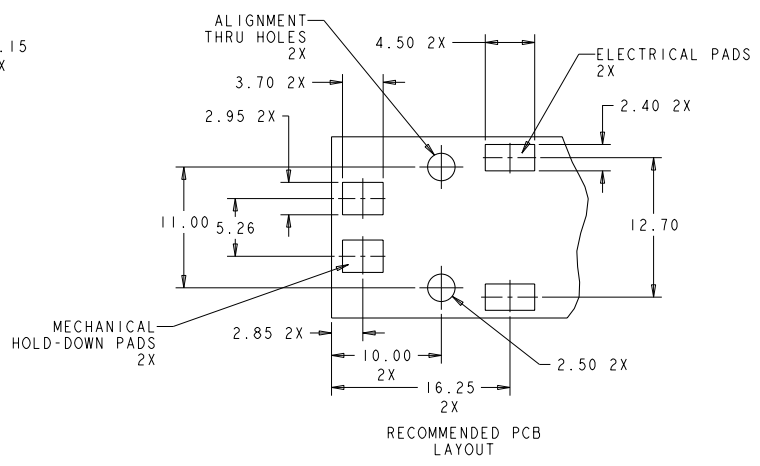 .15
X
ALIGNMENT
THRU HOLES
2X
4.50 2X
ELECTRICAL PADS
2X
3.70 2X
2.40 2X
2.95 2X
11.00
5.26
12.70
MECHANICAL
HOLD-DOWN PADS
2X
2.85 2X
10.00
2X
2.50 2X
16.25
2X
RECOMMENDED PCB
LAYOUT